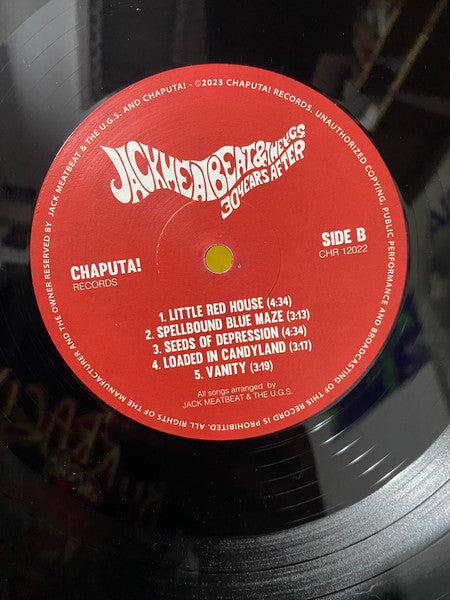 ALL RIGHTS OF THE MANUFACTURER AND THE OWNER RESERVED BY JACK MEATBEAT & THE U.G.S. AND CHAPUTA! - ©2023 CHAPUTA! RECORDS. UNAUTHORIZED COPYING, PUBLIC PERFORMANCE AND BROADCASTING OF THIS RECORD IS PROHIBITED.
JACK MEATBEAT & THE UGS
30 YEARS AFTER
CHAPUTA!
RECORDS
SIDE B
CHR 12022
1. LITTLE RED HOUSE (4:34)
2. SPELLBOUND BLUE MAZE (3:13)
3. SEEDS OF DEPRESSION (4:34)
4. LOADED IN CANDYLAND (3:17)
5. VANITY (3:19)
All songs arranged by
JACK MEATBEAT & THE U.G.S.